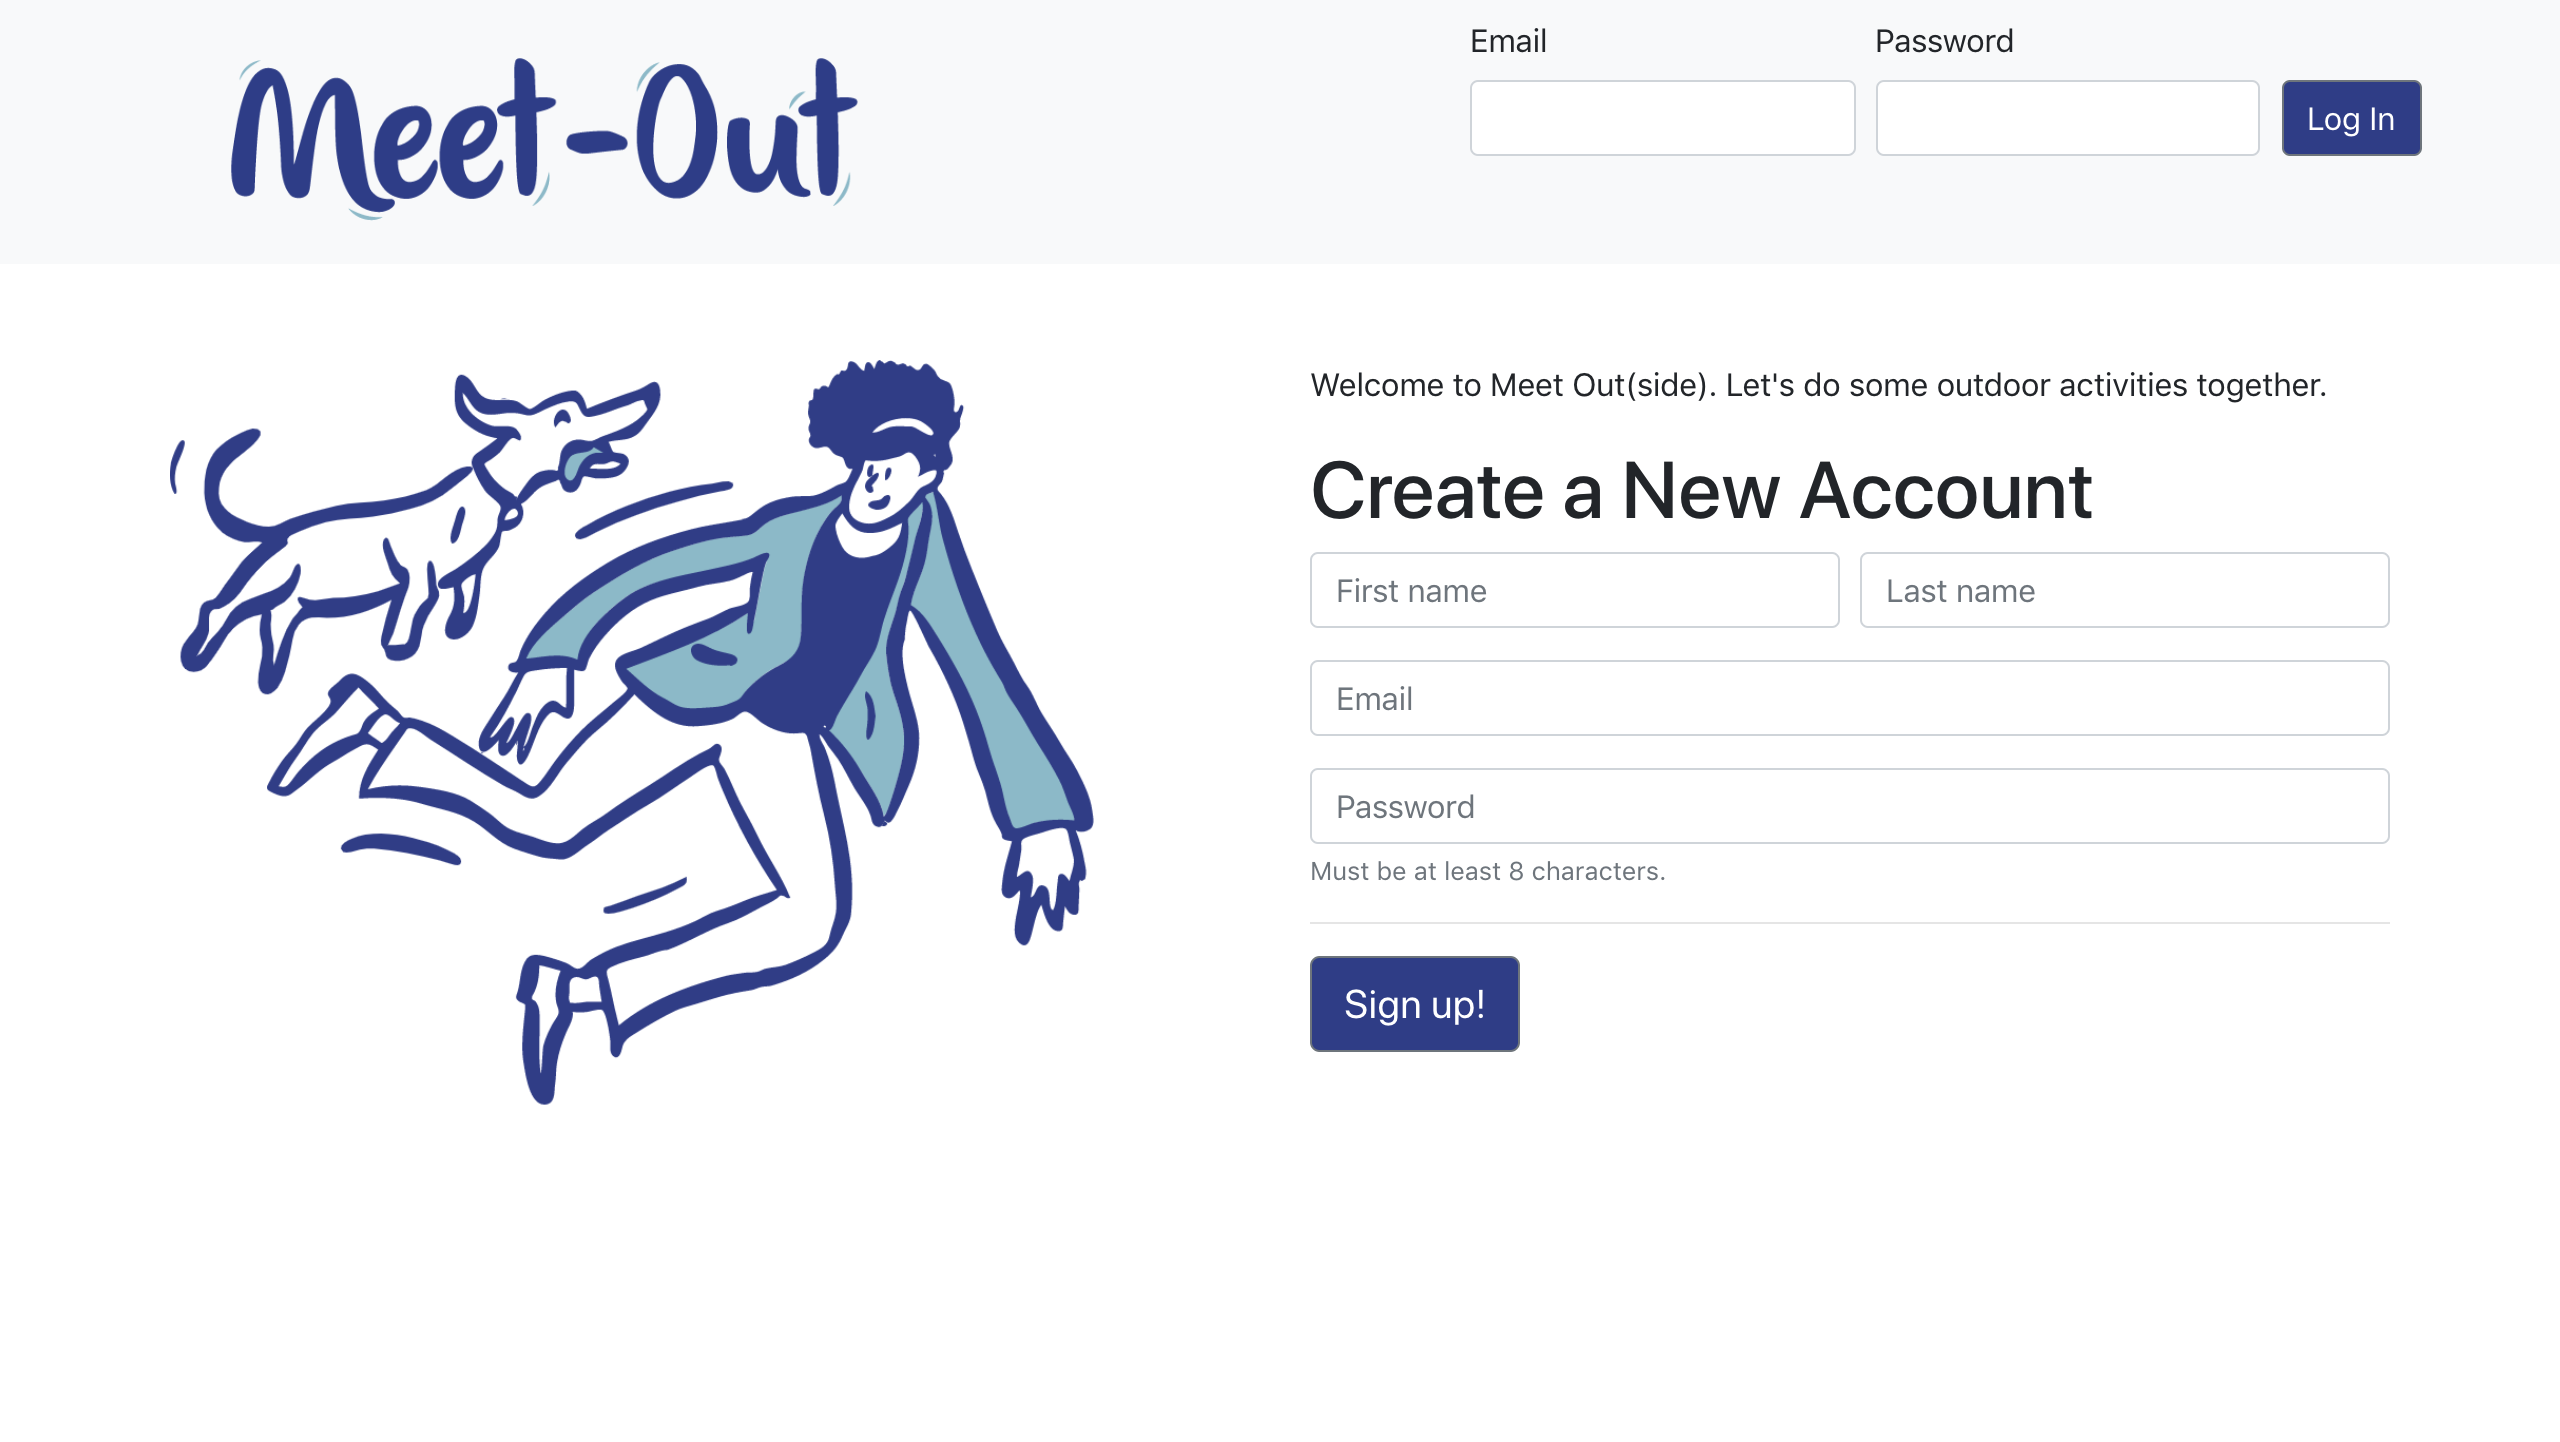 Meet-Out
Email
Password
Log In
Welcome to Meet Out(side). Let's do some outdoor activities together.
Create a New Account
First name
Last name
Email
Password
Must be at least 8 characters.
Sign up!